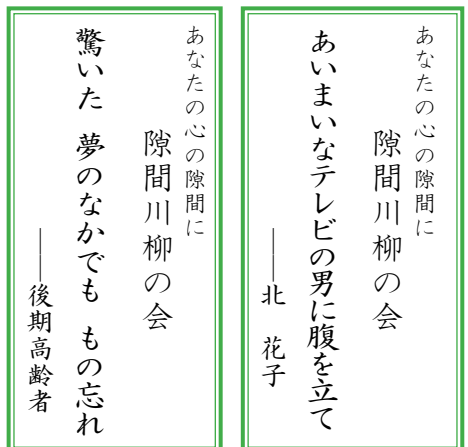 あなたの心の隙間に
隙間川柳の会
あいまいなテレビの男に腹を立て
──北　花子
あなたの心の隙間に
隙間川柳の会
驚いた　夢のなかでも　もの忘れ
──後期高齢者